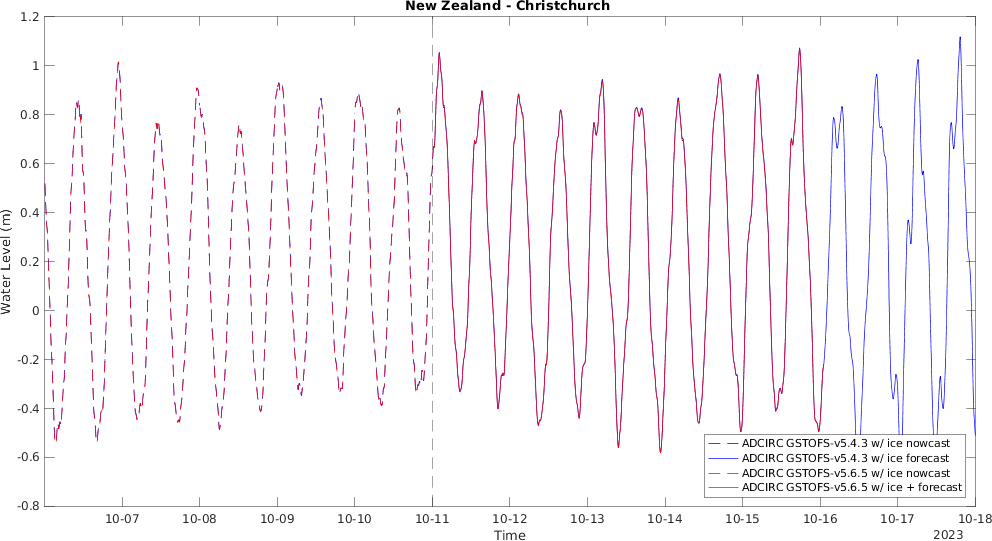 New Zealand - Christchurch
1.2
1
0.8
0.6
0.4
0.2
0
-0.2
-0.4
-0.6
-0.8
Water Level (m)
ADCIRC GSTOFS-v5.4.3 w/ ice nowcast
ADCIRC GSTOFS-v5.4.3 w/ ice forecast
ADCIRC GSTOFS-v5.6.5 w/ ice nowcast
ADCIRC GSTOFS-v5.6.5 w/ ice + forecast
10-07 10-08 10-09 10-10 10-11 10-12 10-13 10-14 10-15 10-16 10-17 10-18
Time
2023